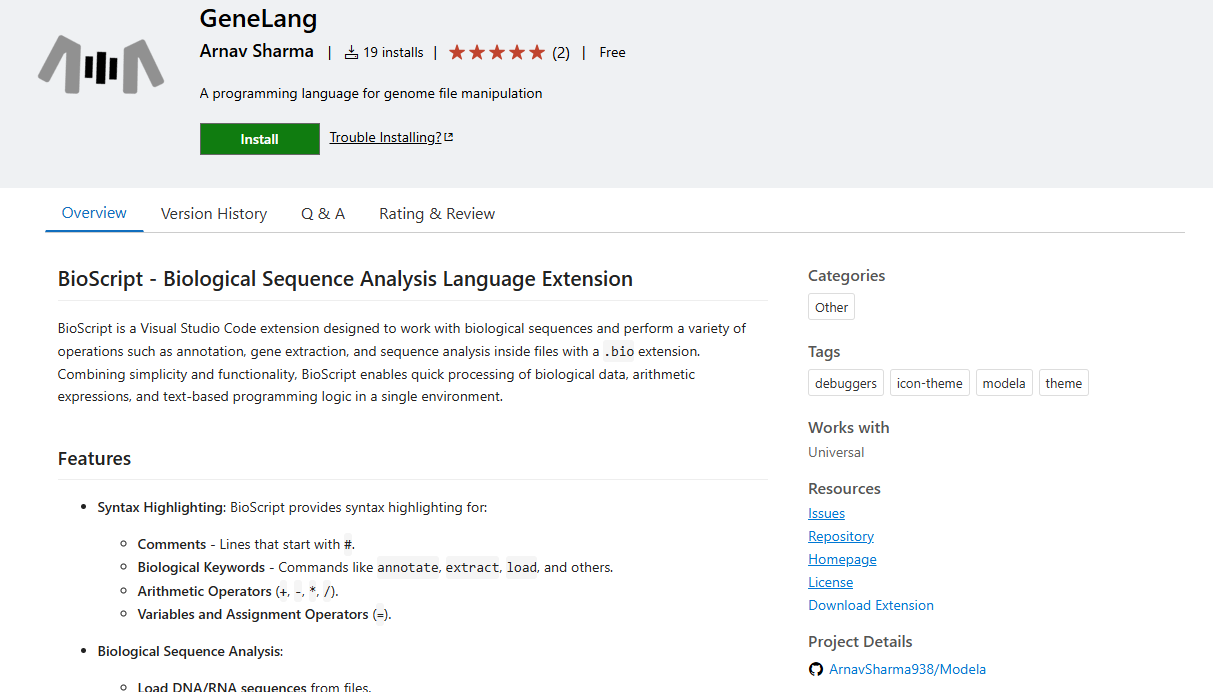 GeneLang
Arnav Sharma | 19 installs | (2) | Free
A programming language for genome file manipulation
Install Trouble Installing?
Overview Version History Q & A Rating & Review
BioScript - Biological Sequence Analysis Language Extension
BioScript is a Visual Studio Code extension designed to work with biological sequences and perform a variety of
operations such as annotation, gene extraction, and sequence analysis inside files with a .bio extension.
Combining simplicity and functionality, BioScript enables quick processing of biological data, arithmetic
expressions, and text-based programming logic in a single environment.
Features
• Syntax Highlighting: BioScript provides syntax highlighting for:
○ Comments - Lines that start with #.
○ Biological Keywords - Commands like annotate, extract, load, and others.
○ Arithmetic Operators (+, -, *, /).
○ Variables and Assignment Operators (=).
• Biological Sequence Analysis:
○ Load DNA/RNA sequences from files.
Categories
Other
Tags
debuggers icon-theme modela theme
Works with
Universal
Resources
Issues
Repository
Homepage
License
Download Extension
Project Details
ArnavSharma938/Modela